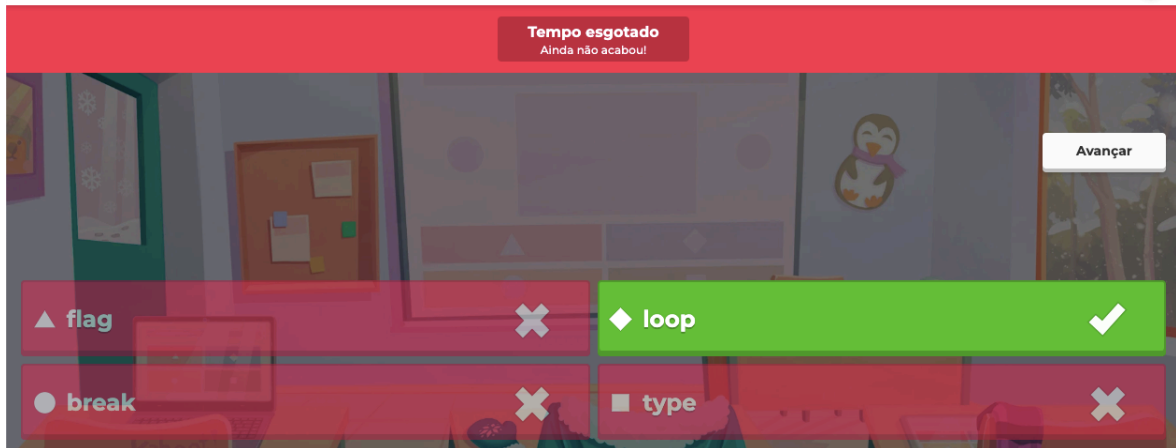 Tempo esgotado
Ainda não acabou!
Avançar
flag
loop
break
type